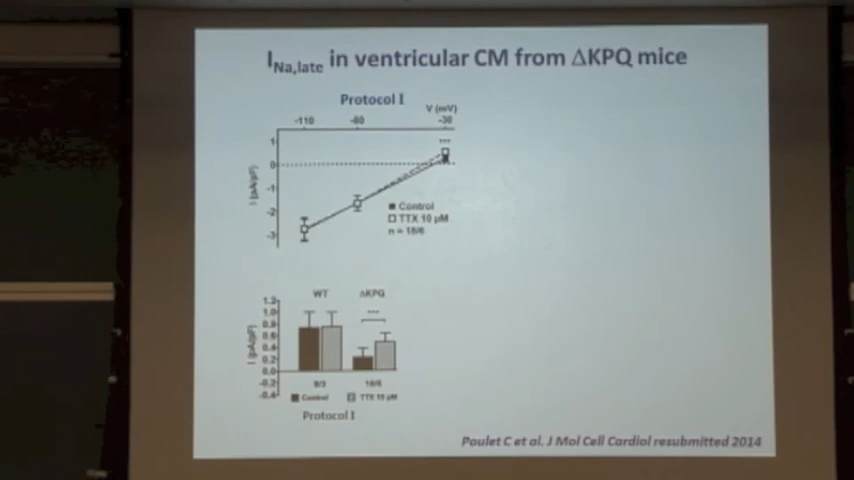 I Na,late in ventricular CM from ΔKPQ mice
Protocol I
V (mV)
-110 -80 -30
***
1
0
-1
-2
-3
I (pA/pF)
Control
TTX 10 µM
n = 18/6
WT ΔKPQ
***
1.2
1.0
0.8
0.6
0.4
0.2
0.0
-0.2
-0.4
I (pA/pF)
9/3 18/6
Control TTX 10 µM
Protocol I
Poulet C et al. J Mol Cell Cardiol resubmitted 2014